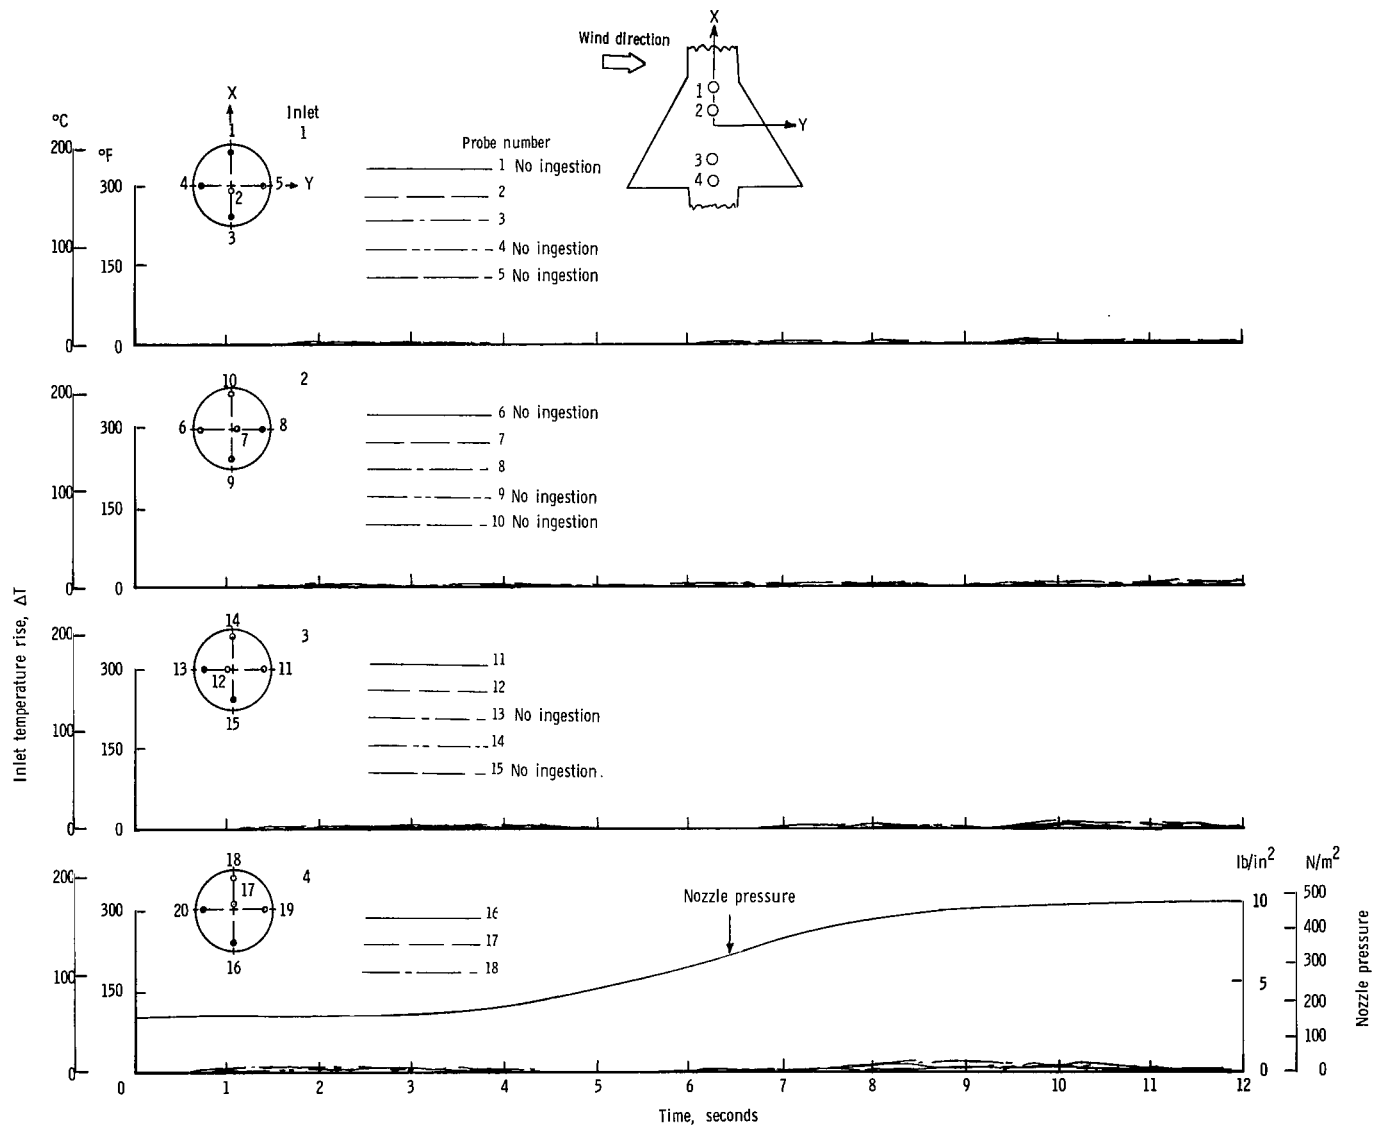 X
Wind direction
1
2
Y
3
4
X
Inlet
1
°C
°F
200
300
100
150
0
0
1
4
5
Y
2
3
Probe number
1 No ingestion
2
3
4 No ingestion
5 No ingestion
10
2
200
300
100
150
0
0
6
8
7
9
6 No ingestion
7
8
9 No ingestion
10 No ingestion
Inlet temperature rise, ΔT
14
3
200
300
100
150
0
0
13
11
12
15
11
12
13 No ingestion
14
15 No ingestion
18
4
200
300
100
150
0
17
20
19
16
16
17
18
Nozzle pressure
lb/in²
N/m²
10
5
0
500
400
300
200
100
0
Nozzle pressure
0 1 2 3 4 5 6 7 8 9 10 11 12
Time, seconds